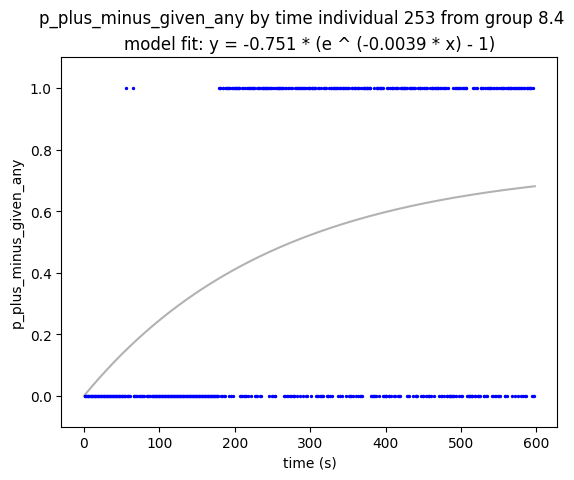 p_plus_minus_given_any by time individual 253 from group 8.4
model fit: y = -0.751 * (e ^ (-0.0039 * x) - 1)
1.0
0.8
0.6
0.4
0.2
0.0
p_plus_minus_given_any
0 100 200 300 400 500 600
time (s)